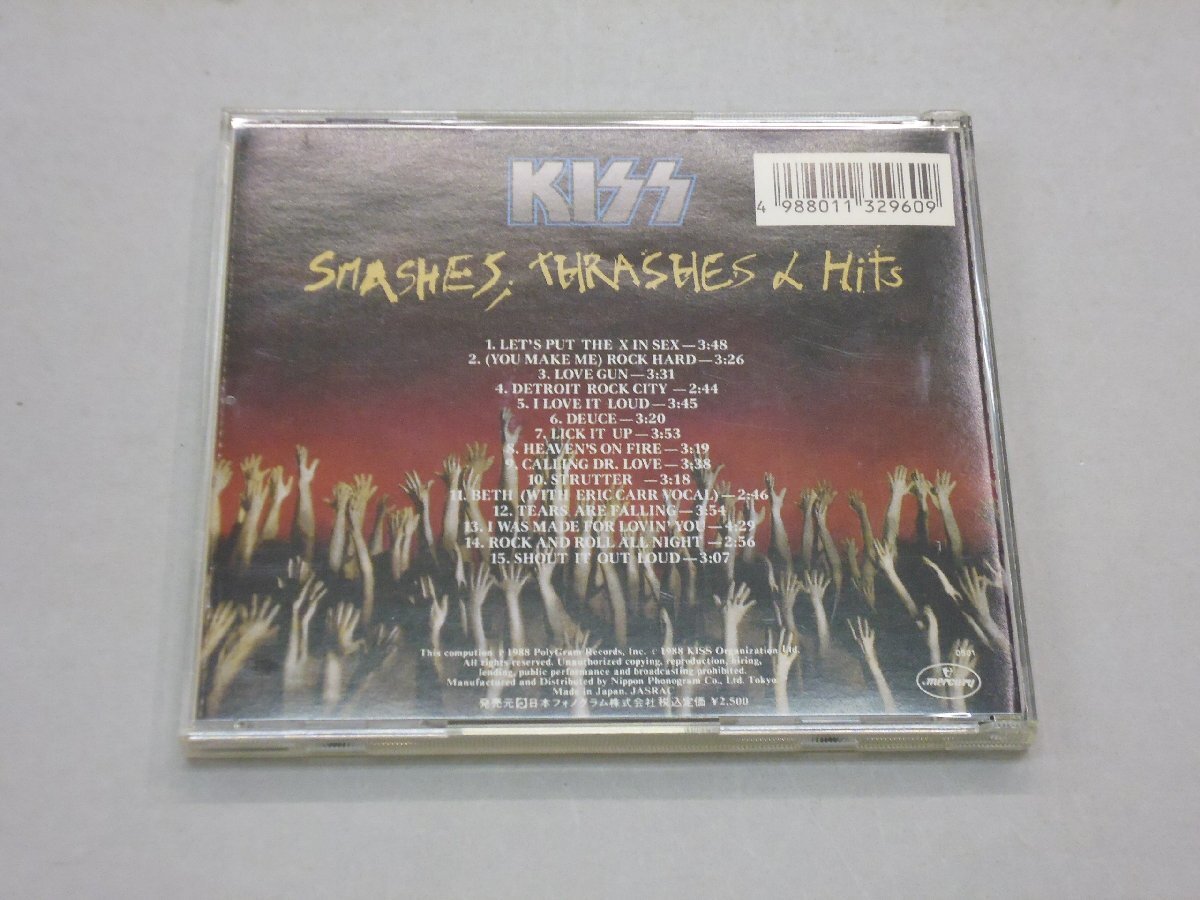 KISS
4 988011 329609
SMASHES, THRASHES & Hits
1. LET'S PUT THE X IN SEX—3:48
2. (YOU MAKE ME) ROCK HARD—3:26
3. LOVE GUN—3:31
4. DETROIT ROCK CITY —2:44
5. I LOVE IT LOUD—3:45
6. DEUCE—3:20
7. LICK IT UP—3:53
8. HEAVEN'S ON FIRE—3:19
9. CALLING DR. LOVE—3:38
10. STRUTTER —3:18
11. BETH (WITH ERIC CARR VOCAL)—2:46
12. TEARS ARE FALLING—3:54
13. I WAS MADE FOR LOVIN' YOU—4:29
14. ROCK AND ROLL ALL NIGHT—2:56
15. SHOUT IT OUT LOUD—3:07
This compution ℗ 1988 PolyGram Records, Inc. © 1988 KISS Organization Ltd.
All rights reserved. Unauthorized copying, reproduction, hiring,
lending, public performance and broadcasting prohibited.
Manufactured and Distributed by Nippon Phonogram Co., Ltd. Tokyo.
Made in Japan, JASRAC
発売元 日本フォノグラム株式会社 税込定価 ¥2,500
mercury